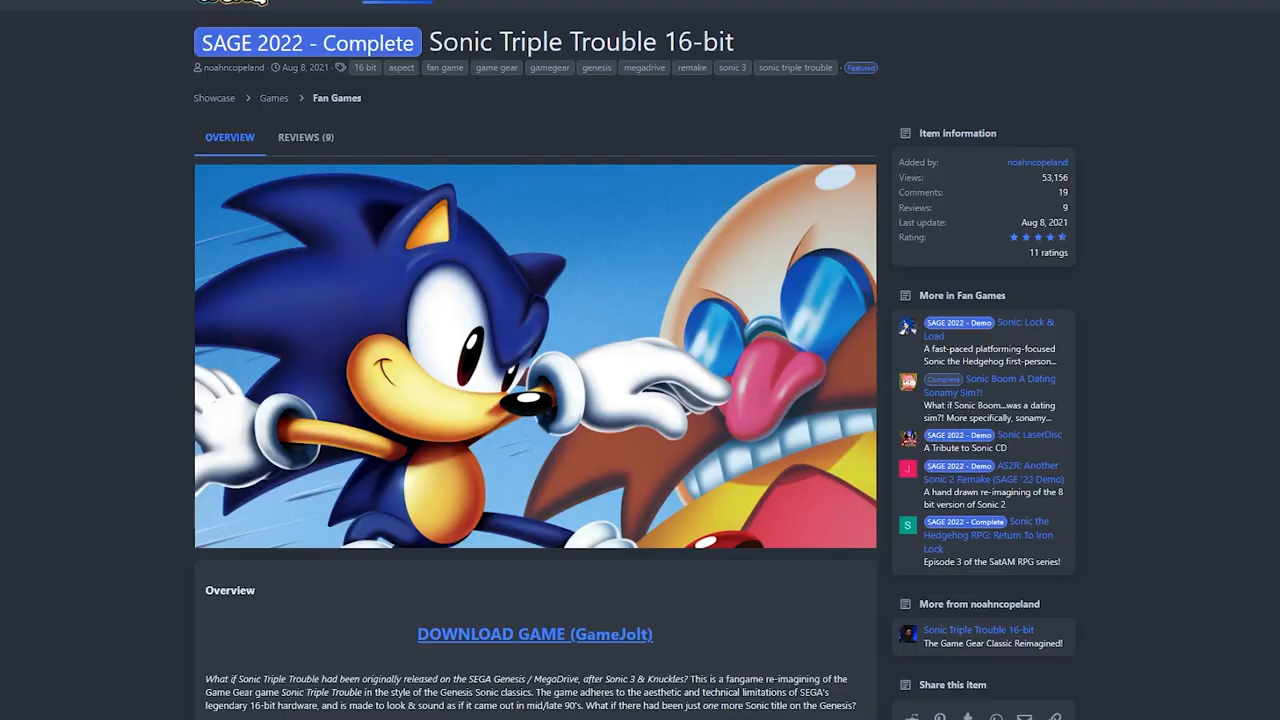 SAGE 2022 - Complete Sonic Triple Trouble 16-bit
noahncopeland · Aug 8, 2021 · 16 bit aspect fan game game gear gamegear genesis megadrive remake sonic 3 sonic triple trouble · Featured
Showcase > Games > Fan Games
OVERVIEW REVIEWS (9)
Overview
DOWNLOAD GAME (GameJolt)
What if Sonic Triple Trouble had been originally released on the SEGA Genesis / MegaDrive, after Sonic 3 & Knuckles? This is a fangame re-imagining of the
Game Gear game Sonic Triple Trouble in the style of the Genesis Sonic classics. The game adheres to the aesthetic and technical limitations of SEGA's
legendary 16-bit hardware, and is made to look & sound as if it came out in mid/late 90's. What if there had been just one more Sonic title on the Genesis?
Item information
Added by: noahncopeland
Views: 53,156
Comments: 19
Reviews: 9
Last update: Aug 8, 2021
Rating:
11 ratings
More in Fan Games
SAGE 2022 - Demo Sonic: Lock &
Load
A fast-paced platforming-focused
Sonic the Hedgehog first-person...
Complete Sonic Boom A Dating
Sonamy Sim?!
What if Sonic Boom...was a dating
sim?! More specifically, sonamy...
SAGE 2022 - Demo Sonic LaserDisc
A Tribute to Sonic CD
J
SAGE 2022 - Demo AS2R: Another
Sonic 2 Remake (SAGE '22 Demo)
A hand drawn re-imagining of the 8
bit version of Sonic 2
S
SAGE 2022 - Complete Sonic the
Hedgehog RPG: Return To Iron
Lock
Episode 3 of the SatAM RPG series!
More from noahncopeland
Sonic Triple Trouble 16-bit
The Game Gear Classic Reimagined!
Share this item